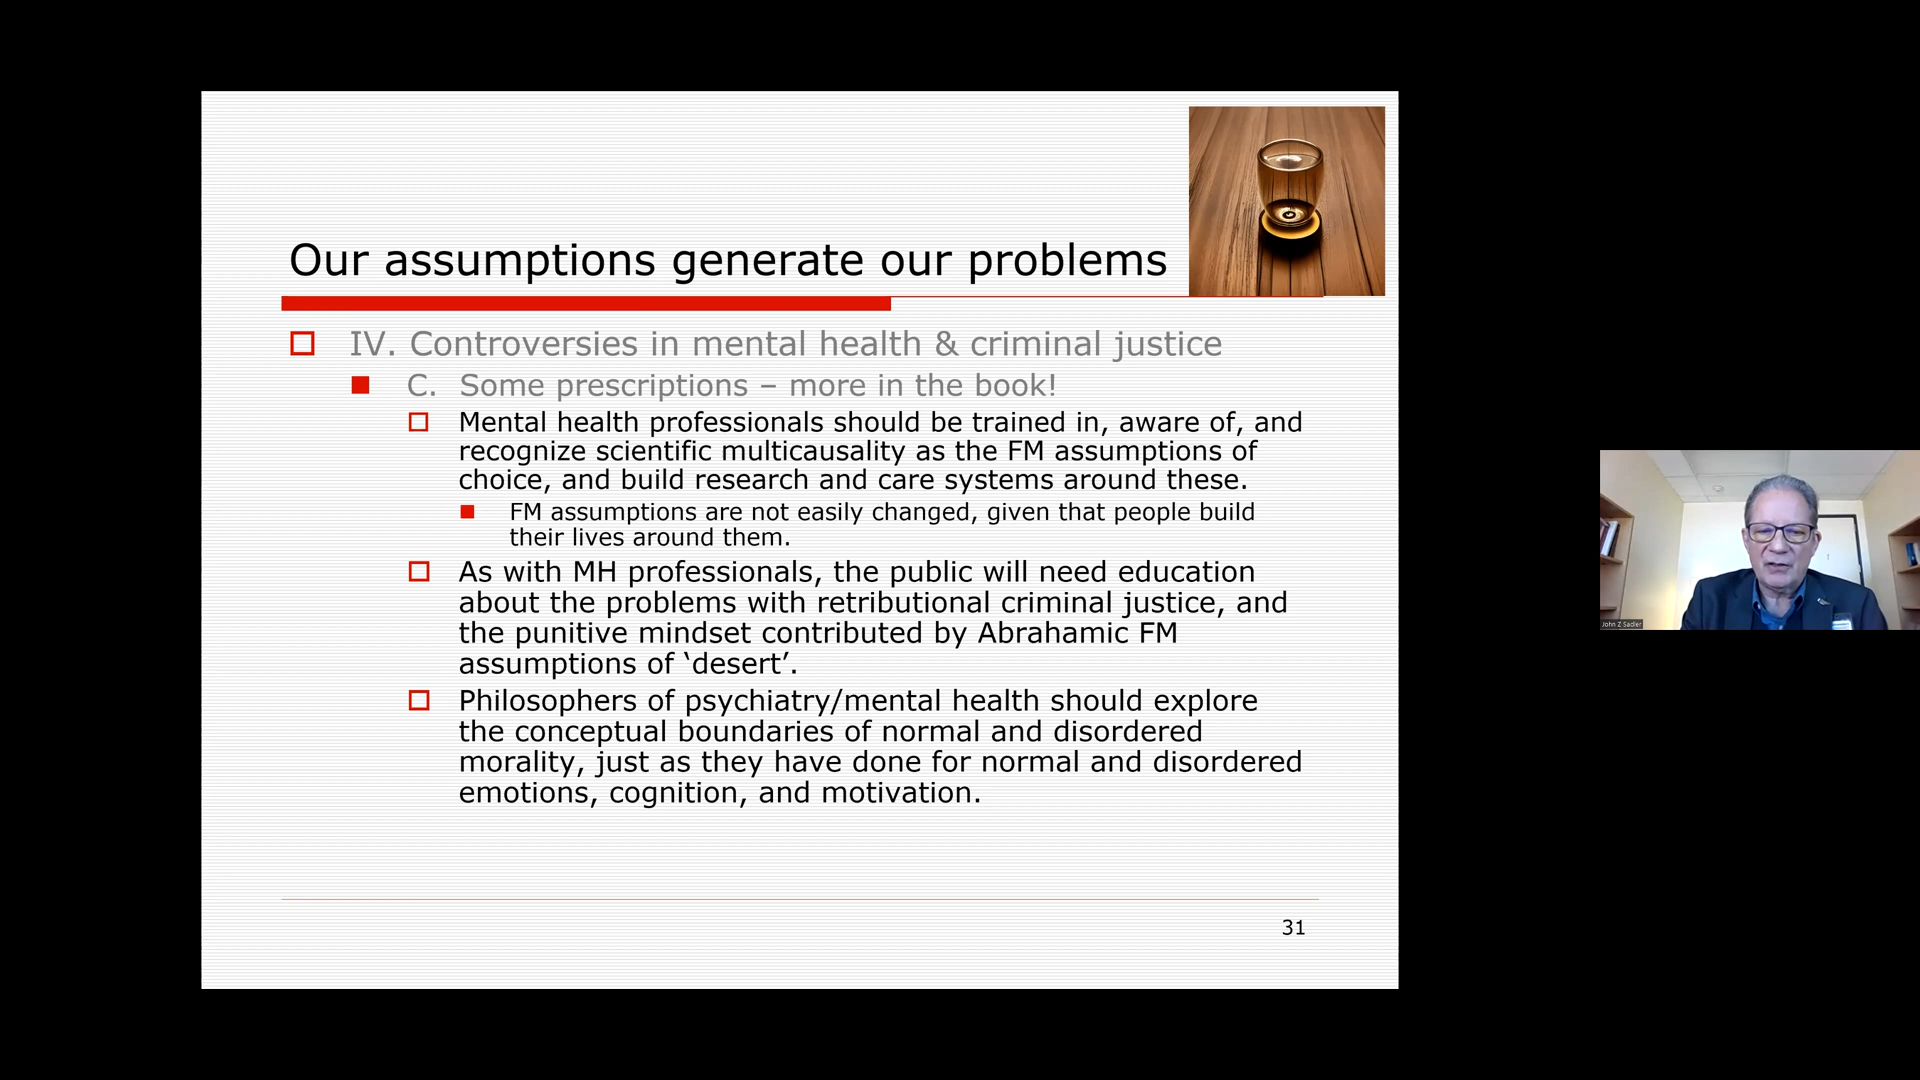 Our assumptions generate our problems
IV. Controversies in mental health & criminal justice
C. Some prescriptions – more in the book!
Mental health professionals should be trained in, aware of, and
recognize scientific multicausality as the FM assumptions of
choice, and build research and care systems around these.
FM assumptions are not easily changed, given that people build
their lives around them.
As with MH professionals, the public will need education
about the problems with retributional criminal justice, and
the punitive mindset contributed by Abrahamic FM
assumptions of ‘desert’.
Philosophers of psychiatry/mental health should explore
the conceptual boundaries of normal and disordered
morality, just as they have done for normal and disordered
emotions, cognition, and motivation.
31
John Z Sadler